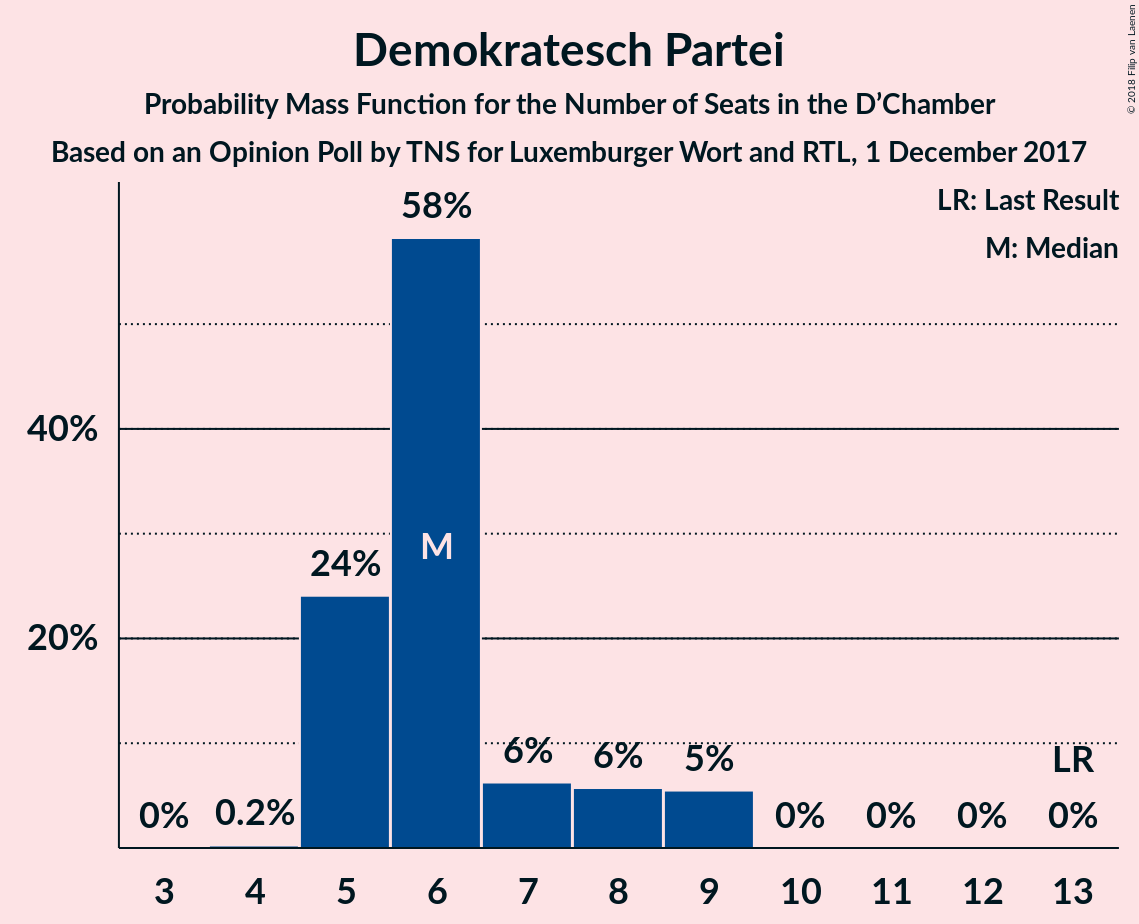 Demokratesch Partei
Probability Mass Function for the Number of Seats in the D’Chamber
Based on an Opinion Poll by TNS for Luxemburger Wort and RTL, 1 December 2017
© 2018 Filip van Laenen
LR: Last Result
M: Median
58%
40%
M
24%
20%
6%
6%
5%
LR
0%
0.2%
0%
0%
0%
0%
3 4 5 6 7 8 9 10 11 12 13